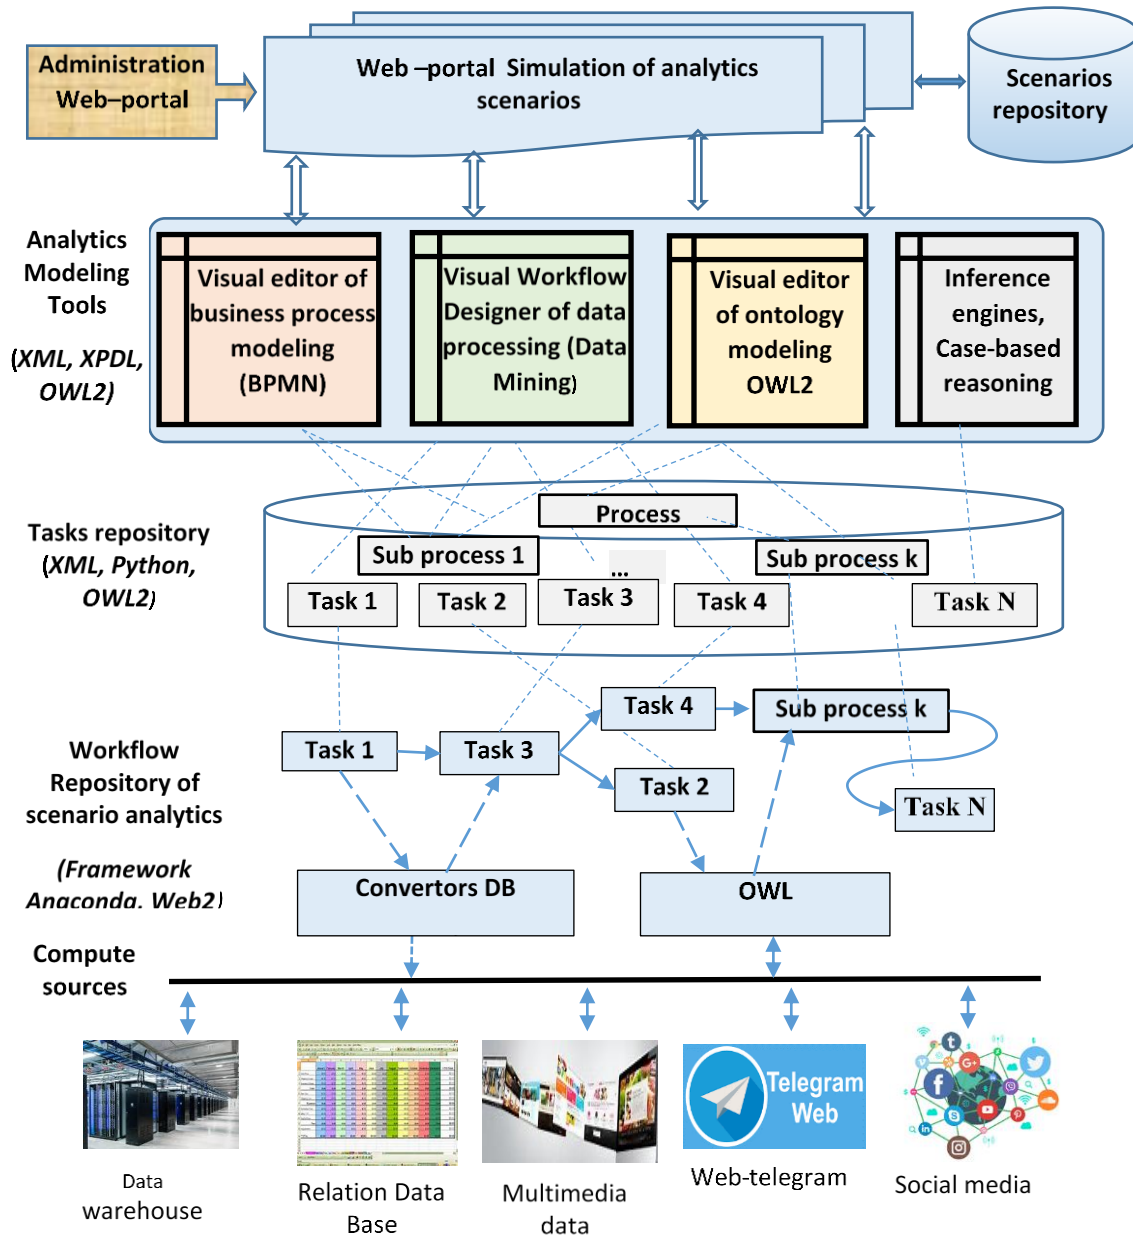 Administration
Web–portal
Web –portal Simulation of analytics
scenarios
Scenarios
repository
Analytics
Modeling
Tools
(XML, XPDL,
OWL2)
Visual editor of
business process
modeling
(BPMN)
Visual Workflow
Designer of data
processing (Data
Mining)
Visual editor
of ontology
modeling
OWL2
Inference
engines,
Case-based
reasoning
Tasks repository
(XML, Python,
OWL2)
Process
Sub process 1
...
Sub process k
Task 1
Task 2
Task 3
Task 4
Task N
Workflow
Repository of
scenario analytics
(Framework
Anaconda, Web2)
Task 1
Task 3
Task 4
Task 2
Sub process k
Task N
Convertors DB
OWL
Compute
sources
Telegram
Web
Data
warehouse
Relation Data
Base
Multimedia
data
Web-telegram
Social media